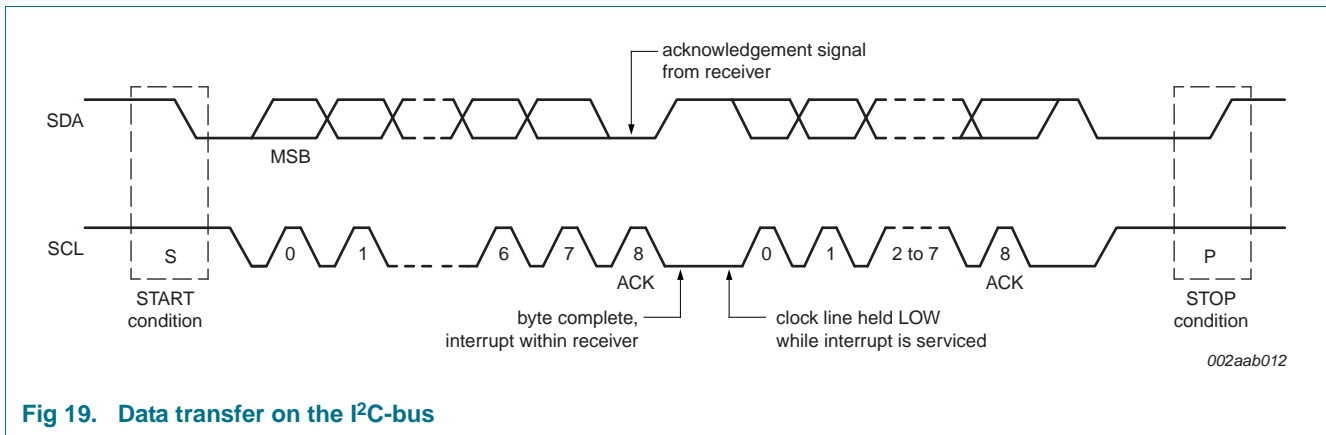 acknowledgement signal
from receiver
SDA
MSB
SCL
S
0
1
6
7
8
0
1
2 to 7
8
P
ACK
ACK
START
condition
STOP
condition
byte complete,
interrupt within receiver
clock line held LOW
while interrupt is serviced
002aab012
Fig 19. Data transfer on the I²C-bus